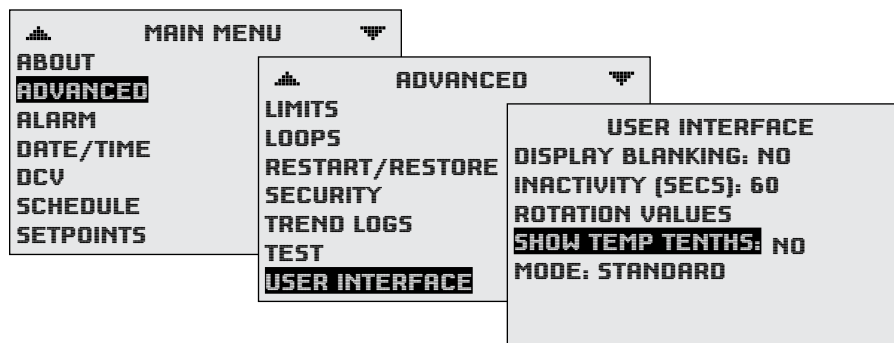 MAIN MENU
ABOUT
ADVANCED
ALARM
DATE/TIME
DCV
SCHEDULE
SETPOINTS
ADVANCED
LIMITS
LOOPS
RESTART/RESTORE
SECURITY
TREND LOGS
TEST
USER INTERFACE
USER INTERFACE
DISPLAY BLANKING: NO
INACTIVITY (SECS): 60
ROTATION VALUES
SHOW TEMP TENTHS: NO
MODE: STANDARD